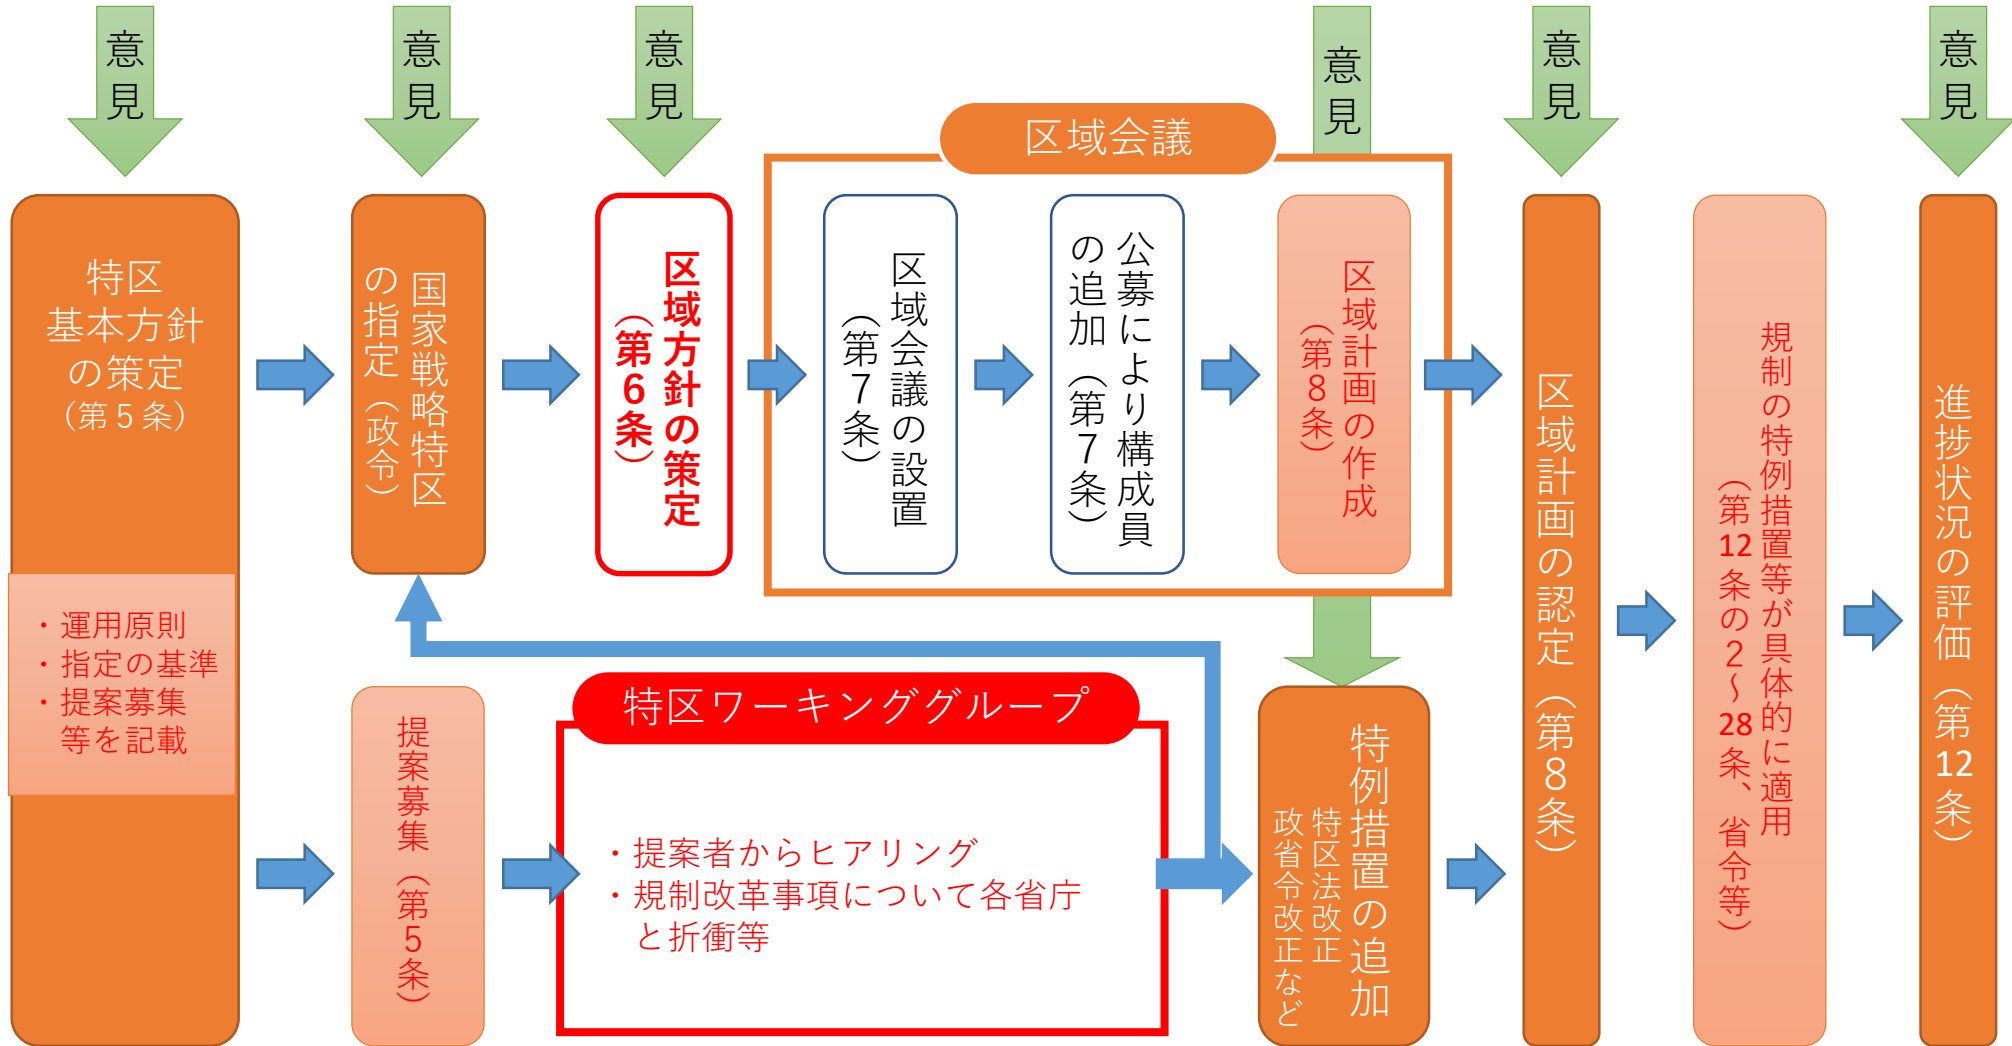 意見
意見
意見
意見
意見
意見
区域会議
特区
基本方針
の策定
（第５条）
・運用原則
・指定の基準
・提案募集
等を記載
国家戦略特区
の指定（政令）
区域方針の策定
（第６条）
区域会議の設置
（第７条）
公募により構成員
の追加（第７条）
区域計画の作成
（第８条）
提案募集（第５条）
特区ワーキンググループ
・提案者からヒアリング
・規制改革事項について各省庁
と折衝等
特例措置の追加
特区法改正
政省令改正など
区域計画の認定（第８条）
規制の特例措置等が具体的に適用
（第12条の２～28条、省令等）
進捗状況の評価（第12条）